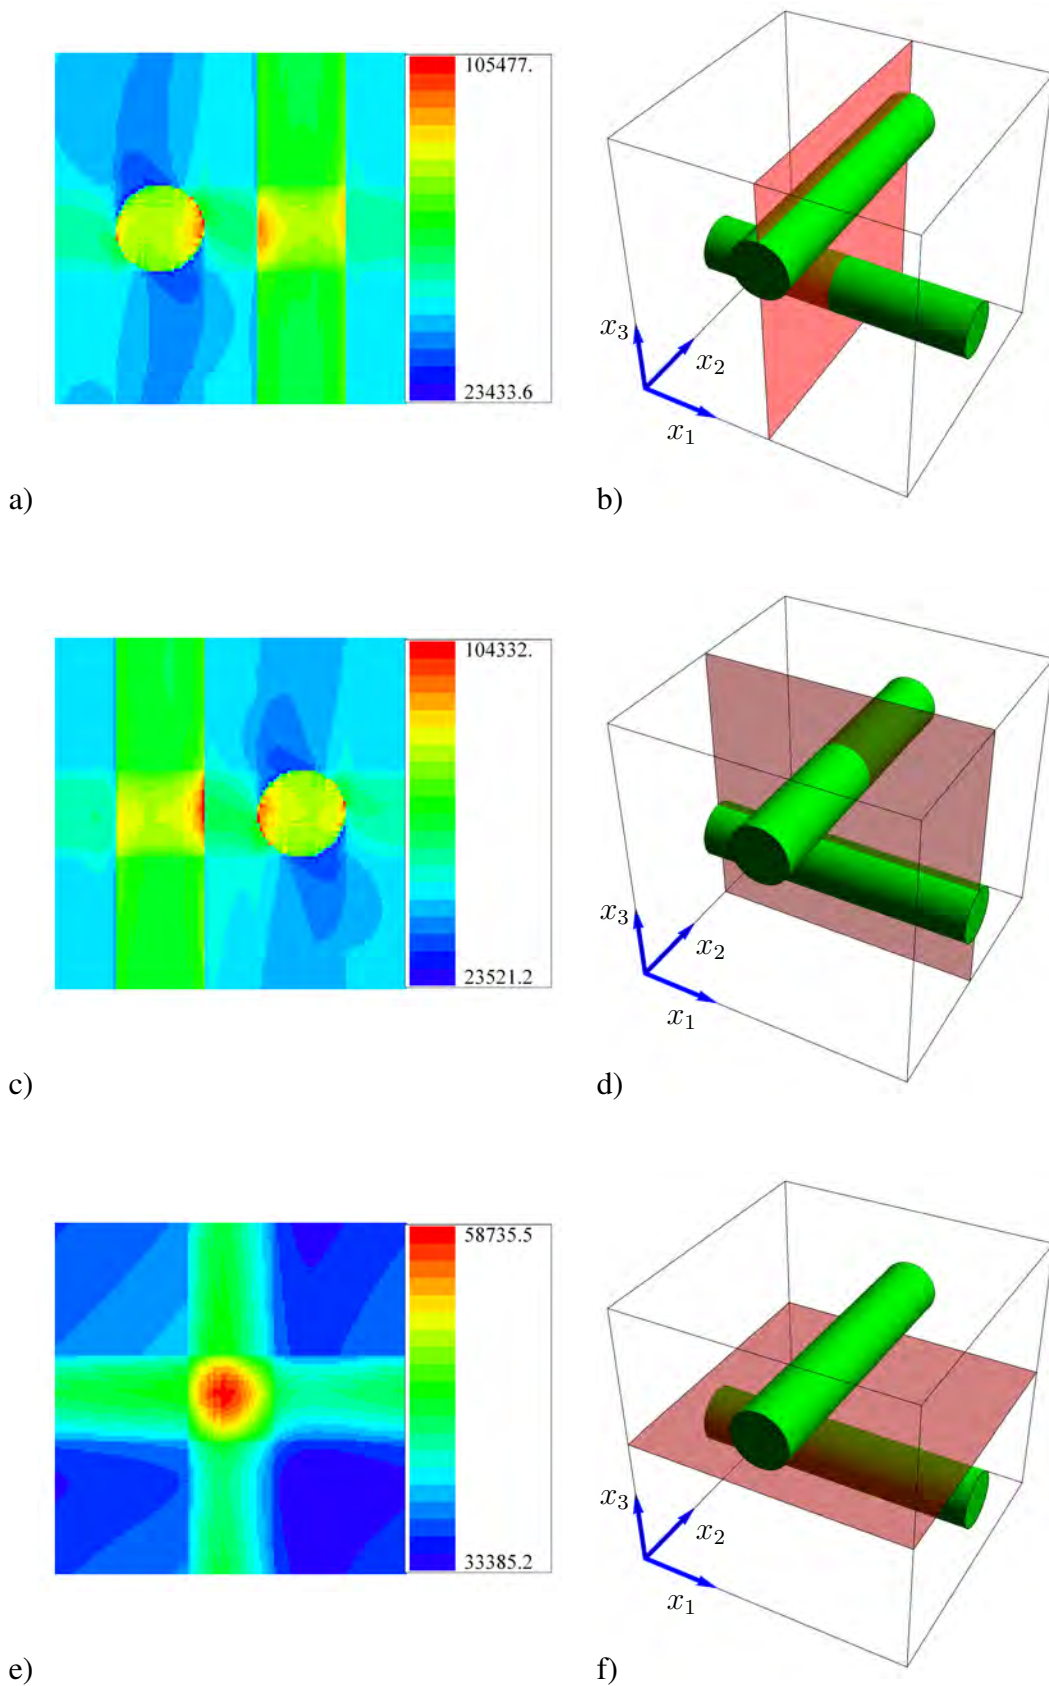 105477.
23433.6
x₃
x₂
x₁
a)
b)
104332.
23521.2
x₃
x₂
x₁
c)
d)
58735.5
33385.2
x₃
x₂
x₁
e)
f)